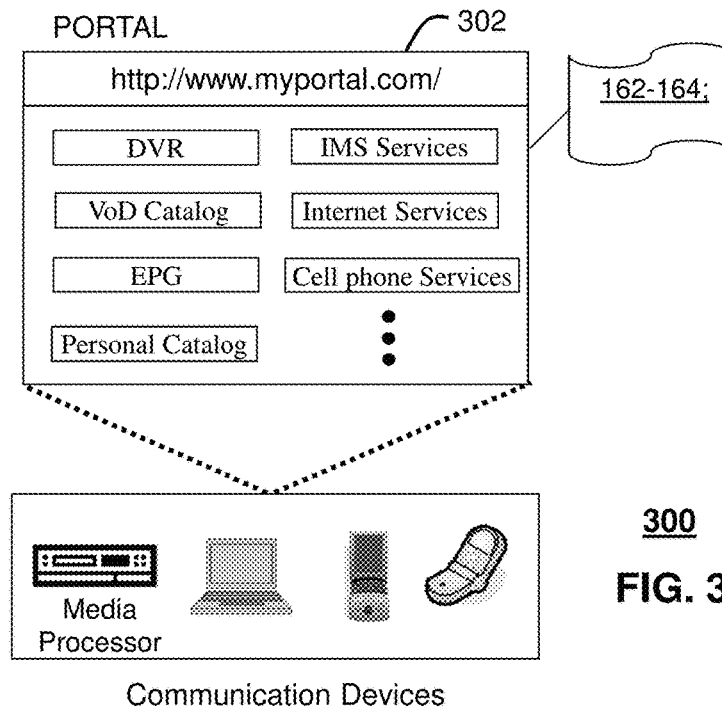 PORTAL
302
http://www.myportal.com/
162-164;
DVR
IMS Services
VoD Catalog
Internet Services
EPG
Cell phone Services
Personal Catalog
Media
Processor
300
FIG. 3
Communication Devices